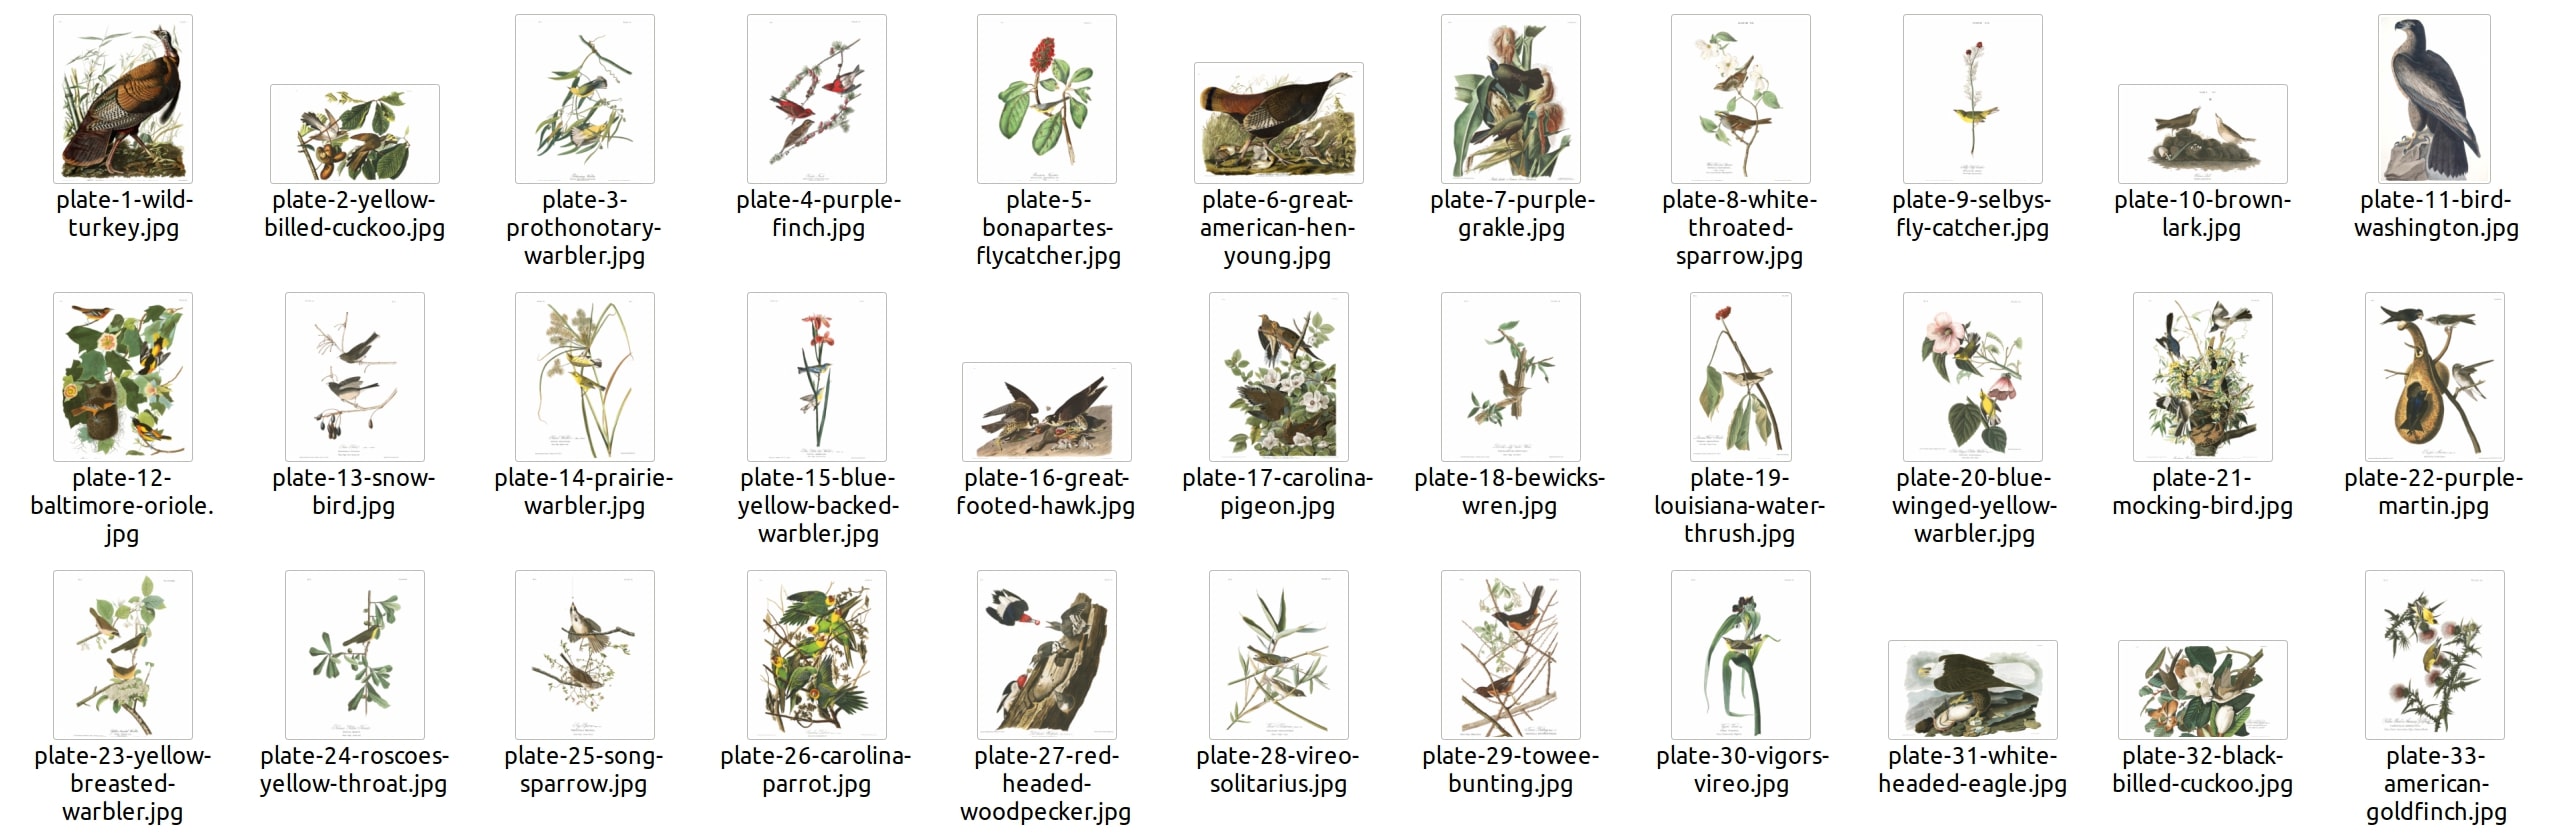 plate-1-wild-
turkey.jpg
plate-2-yellow-
billed-cuckoo.jpg
plate-3-
prothonotary-
warbler.jpg
plate-4-purple-
finch.jpg
plate-5-
bonapartes-
flycatcher.jpg
plate-6-great-
american-hen-
young.jpg
plate-7-purple-
grakle.jpg
plate-8-white-
throated-
sparrow.jpg
plate-9-selbys-
fly-catcher.jpg
plate-10-brown-
lark.jpg
plate-11-bird-
washington.jpg
plate-12-
baltimore-oriole.
jpg
plate-13-snow-
bird.jpg
plate-14-prairie-
warbler.jpg
plate-15-blue-
yellow-backed-
warbler.jpg
plate-16-great-
footed-hawk.jpg
plate-17-carolina-
pigeon.jpg
plate-18-bewicks-
wren.jpg
plate-19-
louisiana-water-
thrush.jpg
plate-20-blue-
winged-yellow-
warbler.jpg
plate-21-
mocking-bird.jpg
plate-22-purple-
martin.jpg
plate-23-yellow-
breasted-
warbler.jpg
plate-24-roscoes-
yellow-throat.jpg
plate-25-song-
sparrow.jpg
plate-26-carolina-
parrot.jpg
plate-27-red-
headed-
woodpecker.jpg
plate-28-vireo-
solitarius.jpg
plate-29-towee-
bunting.jpg
plate-30-vigors-
vireo.jpg
plate-31-white-
headed-eagle.jpg
plate-32-black-
billed-cuckoo.jpg
plate-33-
american-
goldfinch.jpg